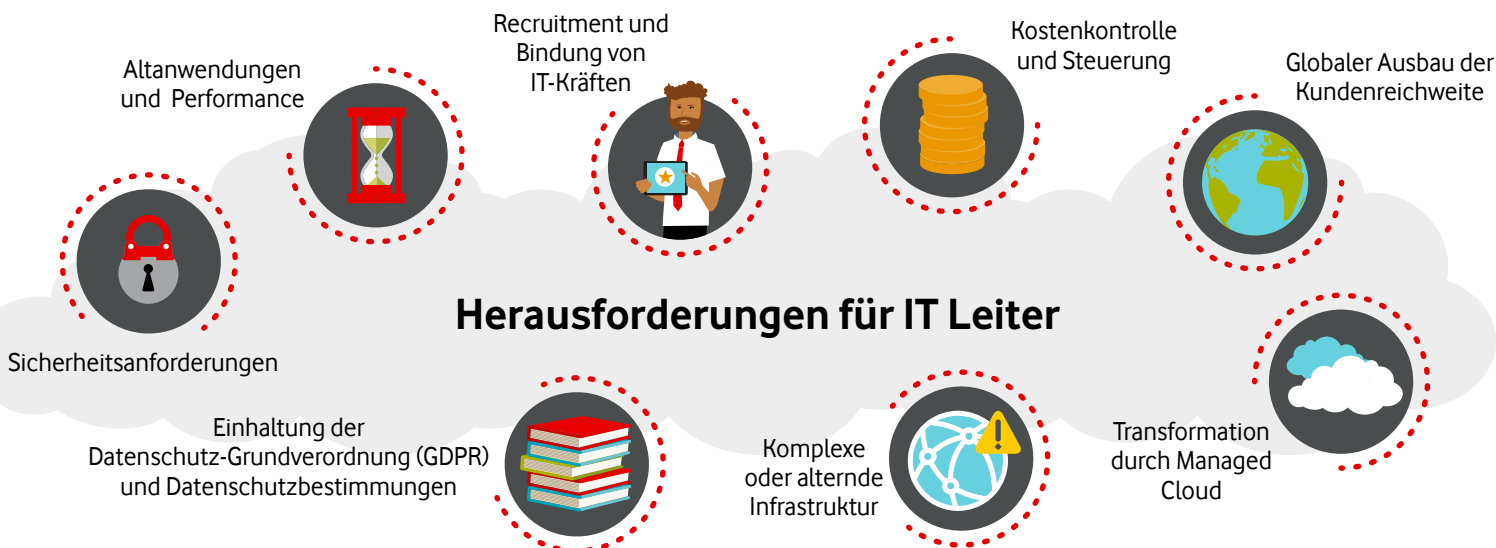 Recruitment und
Bindung von
IT-Kräften
Kostenkontrolle
und Steuerung
Altanwendungen
und Performance
Globaler Ausbau der
Kundenreichweite
Herausforderungen für IT Leiter
Sicherheitsanforderungen
Einhaltung der
Datenschutz-Grundverordnung (GDPR)
und Datenschutzbestimmungen
Komplexe
oder alternde
Infrastruktur
Transformation
durch Managed
Cloud